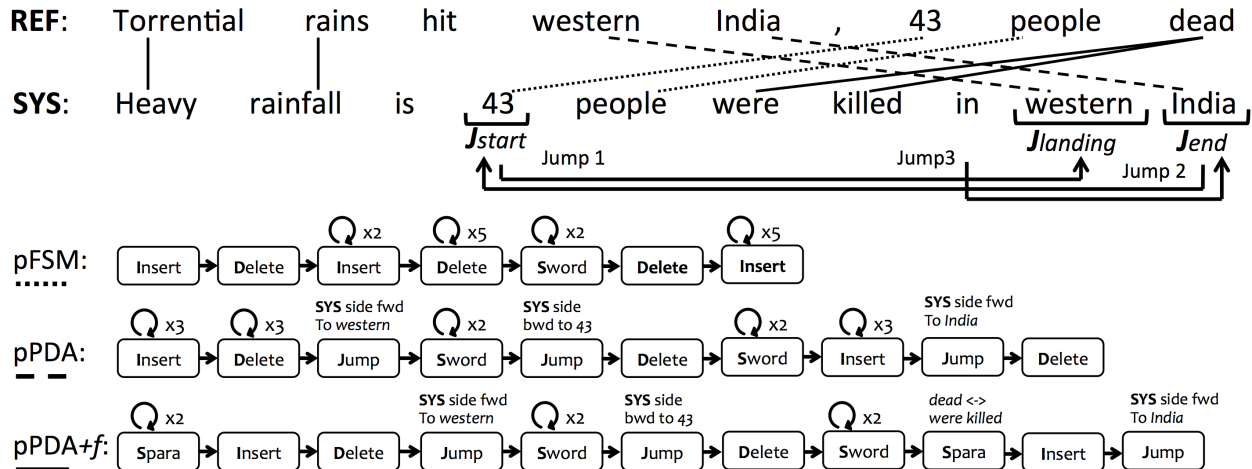 REF: Torrential rains hit western India , 43 people dead
SYS: Heavy rainfall is 43 people were killed in western India
Jstart Jlanding Jend
Jump 1 Jump3 Jump 2
x2 x5 x2 x5
pFSM: Insert Delete Insert Delete Sword Delete Insert
SYS side fwd SYS side SYS side fwd
x3 x3 To western x2 bwd to 43 x2 x3 To India
pPDA: Insert Delete Jump Sword Jump Delete Sword Insert Jump Delete
SYS side fwd SYS side dead <-> SYS side fwd
x2 To western x2 bwd to 43 x2 were killed To India
pPDA+f: Spara Insert Delete Jump Sword Jump Delete Sword Spara Insert Jump